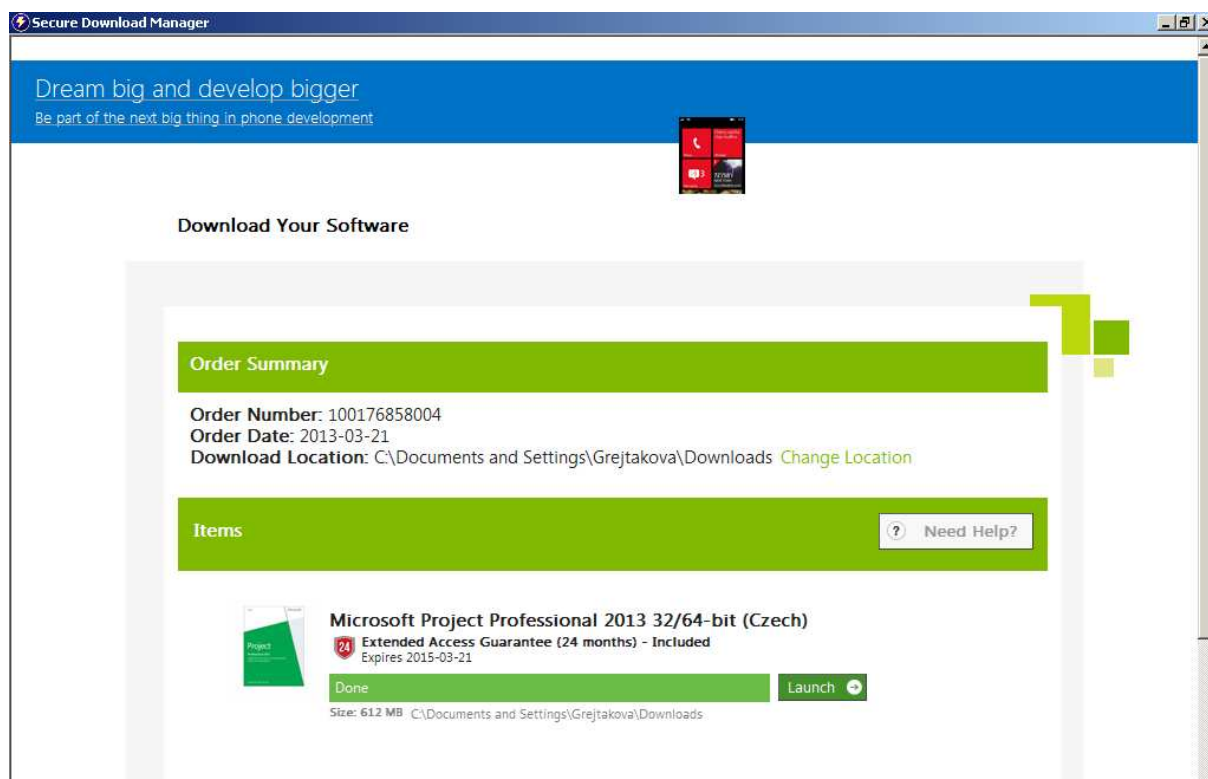 Secure Download Manager
Dream big and develop bigger
Be part of the next big thing in phone development
Download Your Software
Order Summary
Order Number: 100176858004
Order Date: 2013-03-21
Download Location: C:\Documents and Settings\Grejtakova\Downloads Change Location
Items
? Need Help?
Project
Microsoft Project Professional 2013 32/64-bit (Czech)
24 Extended Access Guarantee (24 months) - Included
Expires 2015-03-21
Done
Launch
Size: 612 MB C:\Documents and Settings\Grejtakova\Downloads